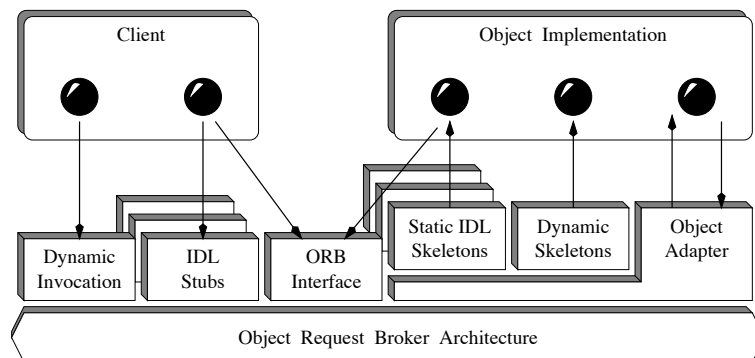 Client
Object Implementation
Dynamic
Invocation
IDL
Stubs
ORB
Interface
Static IDL
Skeletons
Dynamic
Skeletons
Object
Adapter
Object Request Broker Architecture